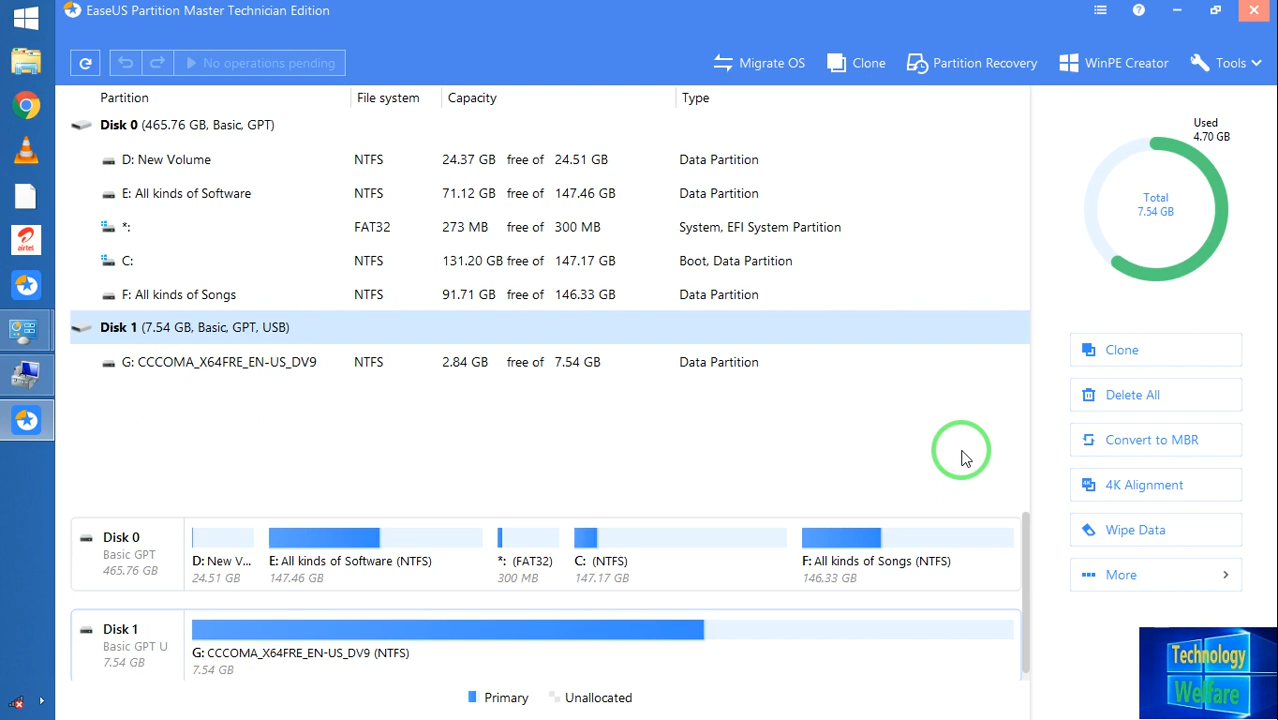 EaseUS Partition Master Technician Edition
No operations pending
Migrate OS Clone Partition Recovery WinPE Creator Tools
Partition File system Capacity Type
Disk 0 (465.76 GB, Basic, GPT)
D: New Volume NTFS 24.37 GB free of 24.51 GB Data Partition
E: All kinds of Software NTFS 71.12 GB free of 147.46 GB Data Partition
*: FAT32 273 MB free of 300 MB System, EFI System Partition
C: NTFS 131.20 GB free of 147.17 GB Boot, Data Partition
F: All kinds of Songs NTFS 91.71 GB free of 146.33 GB Data Partition
Disk 1 (7.54 GB, Basic, GPT, USB)
G: CCCOMA_X64FRE_EN-US_DV9 NTFS 2.84 GB free of 7.54 GB Data Partition
Used
4.70 GB
Total
7.54 GB
Clone
Delete All
Convert to MBR
4K Alignment
Wipe Data
More
Disk 0
Basic GPT
465.76 GB
D: New V...
24.51 GB
E: All kinds of Software (NTFS)
147.46 GB
*: (FAT32)
300 MB
C: (NTFS)
147.17 GB
F: All kinds of Songs (NTFS)
146.33 GB
Disk 1
Basic GPT U
7.54 GB
G: CCCOMA_X64FRE_EN-US_DV9 (NTFS)
7.54 GB
Primary Unallocated
airtel
Technology
Welfare